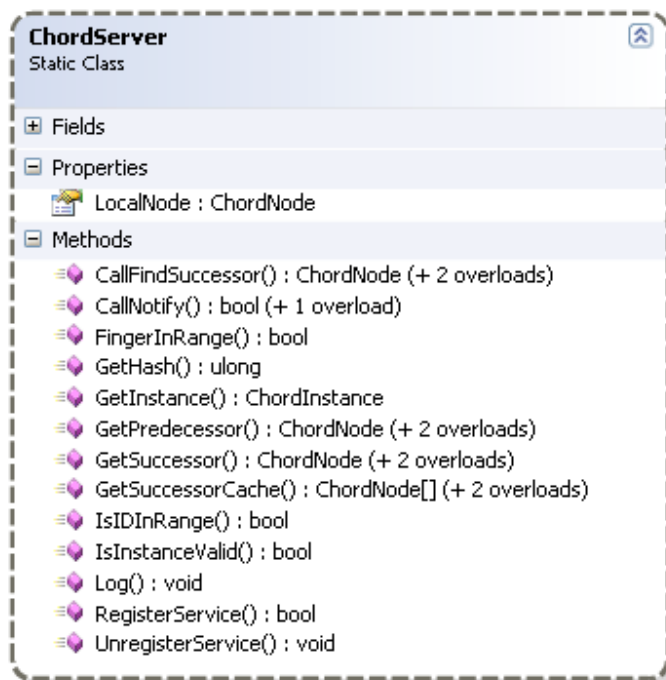 ChordServer
Static Class
Fields
Properties
LocalNode : ChordNode
Methods
CallFindSuccessor() : ChordNode (+ 2 overloads)
CallNotify() : bool (+ 1 overload)
FingerInRange() : bool
GetHash() : ulong
GetInstance() : ChordInstance
GetPredecessor() : ChordNode (+ 2 overloads)
GetSuccessor() : ChordNode (+ 2 overloads)
GetSuccessorCache() : ChordNode[] (+ 2 overloads)
IsIDInRange() : bool
IsInstanceValid() : bool
Log() : void
RegisterService() : bool
UnregisterService() : void